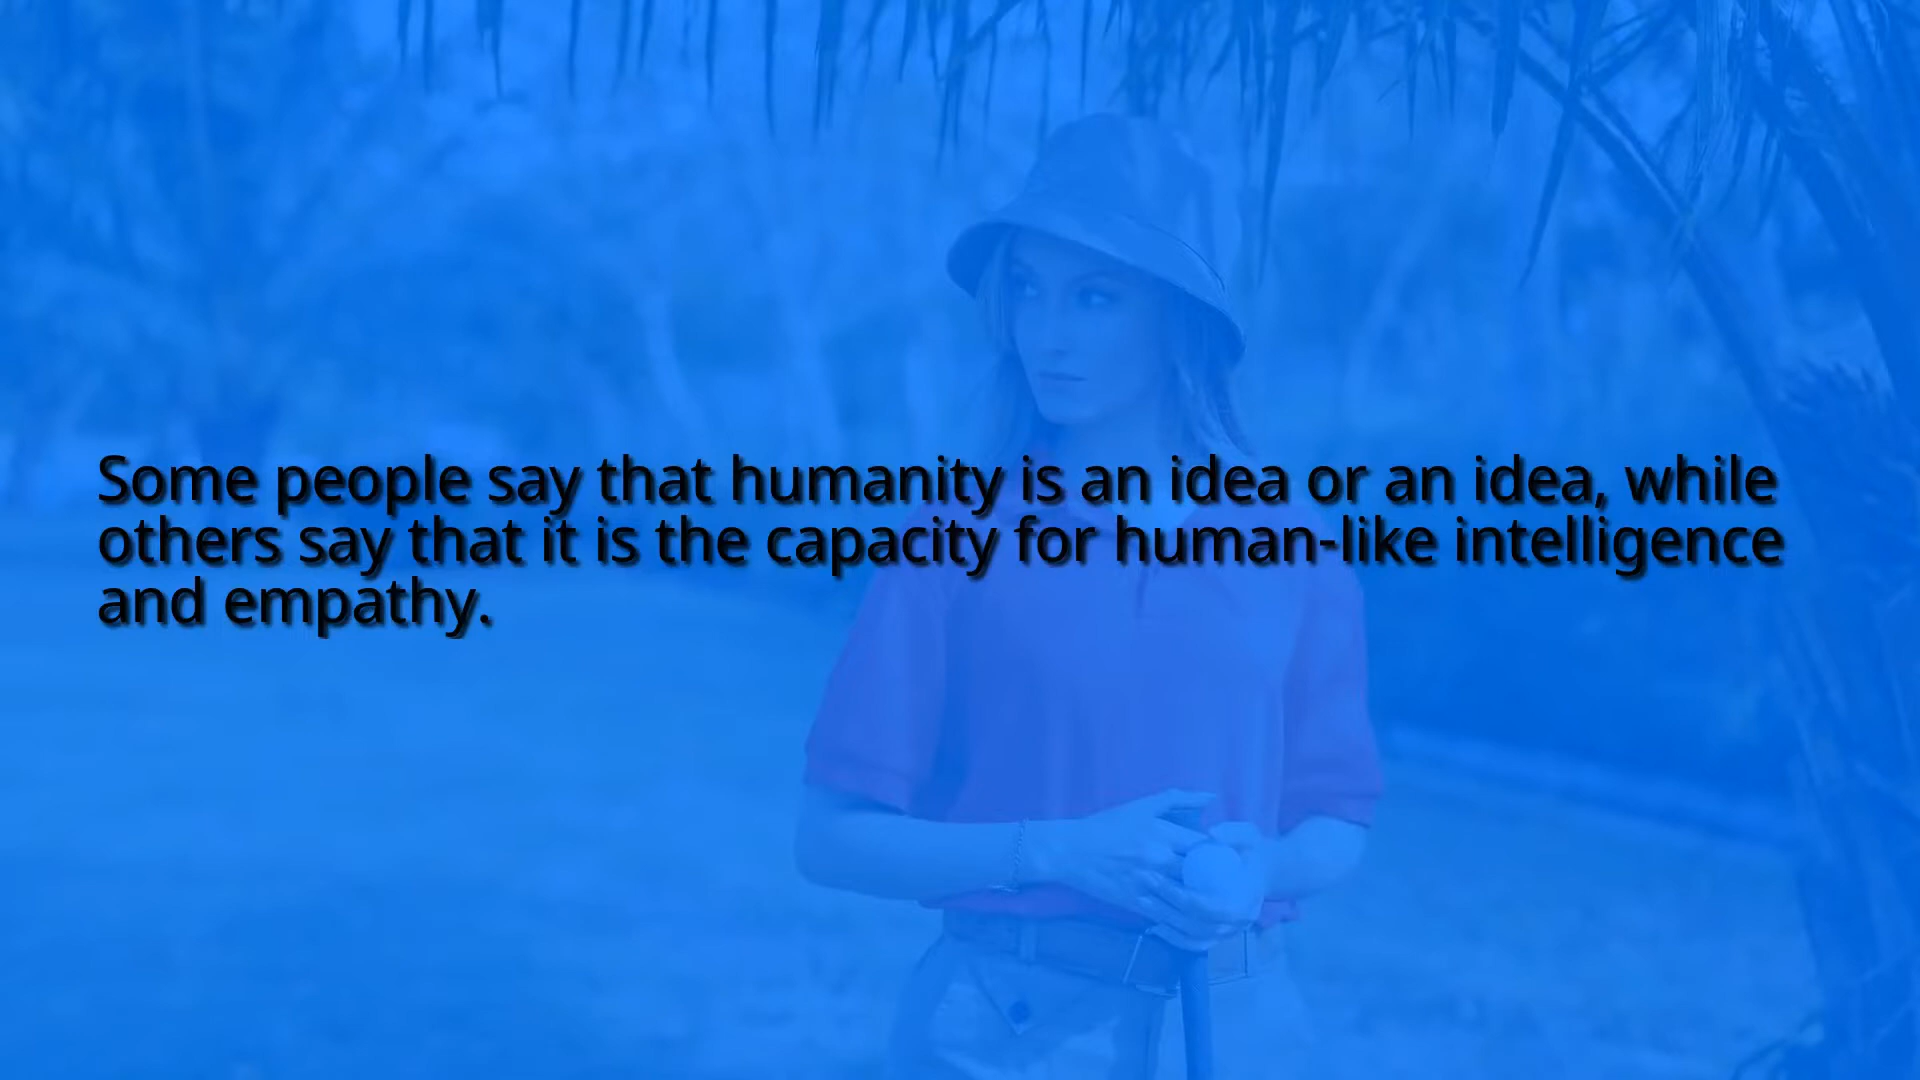 Some people say that humanity is an idea or an idea, while
others say that it is the capacity for human-like intelligence
and empathy.